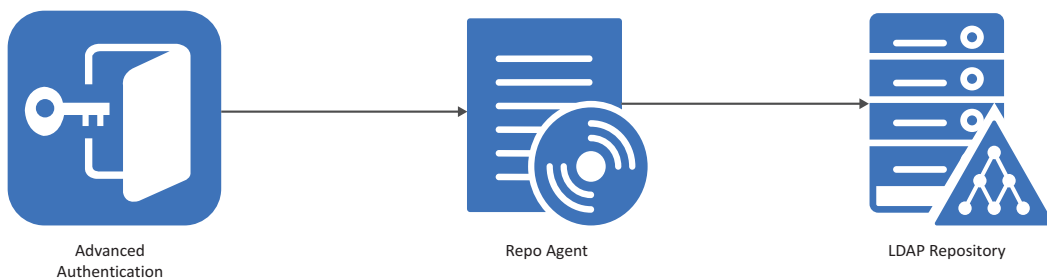 Advanced
Authentication
Repo Agent
LDAP Repository